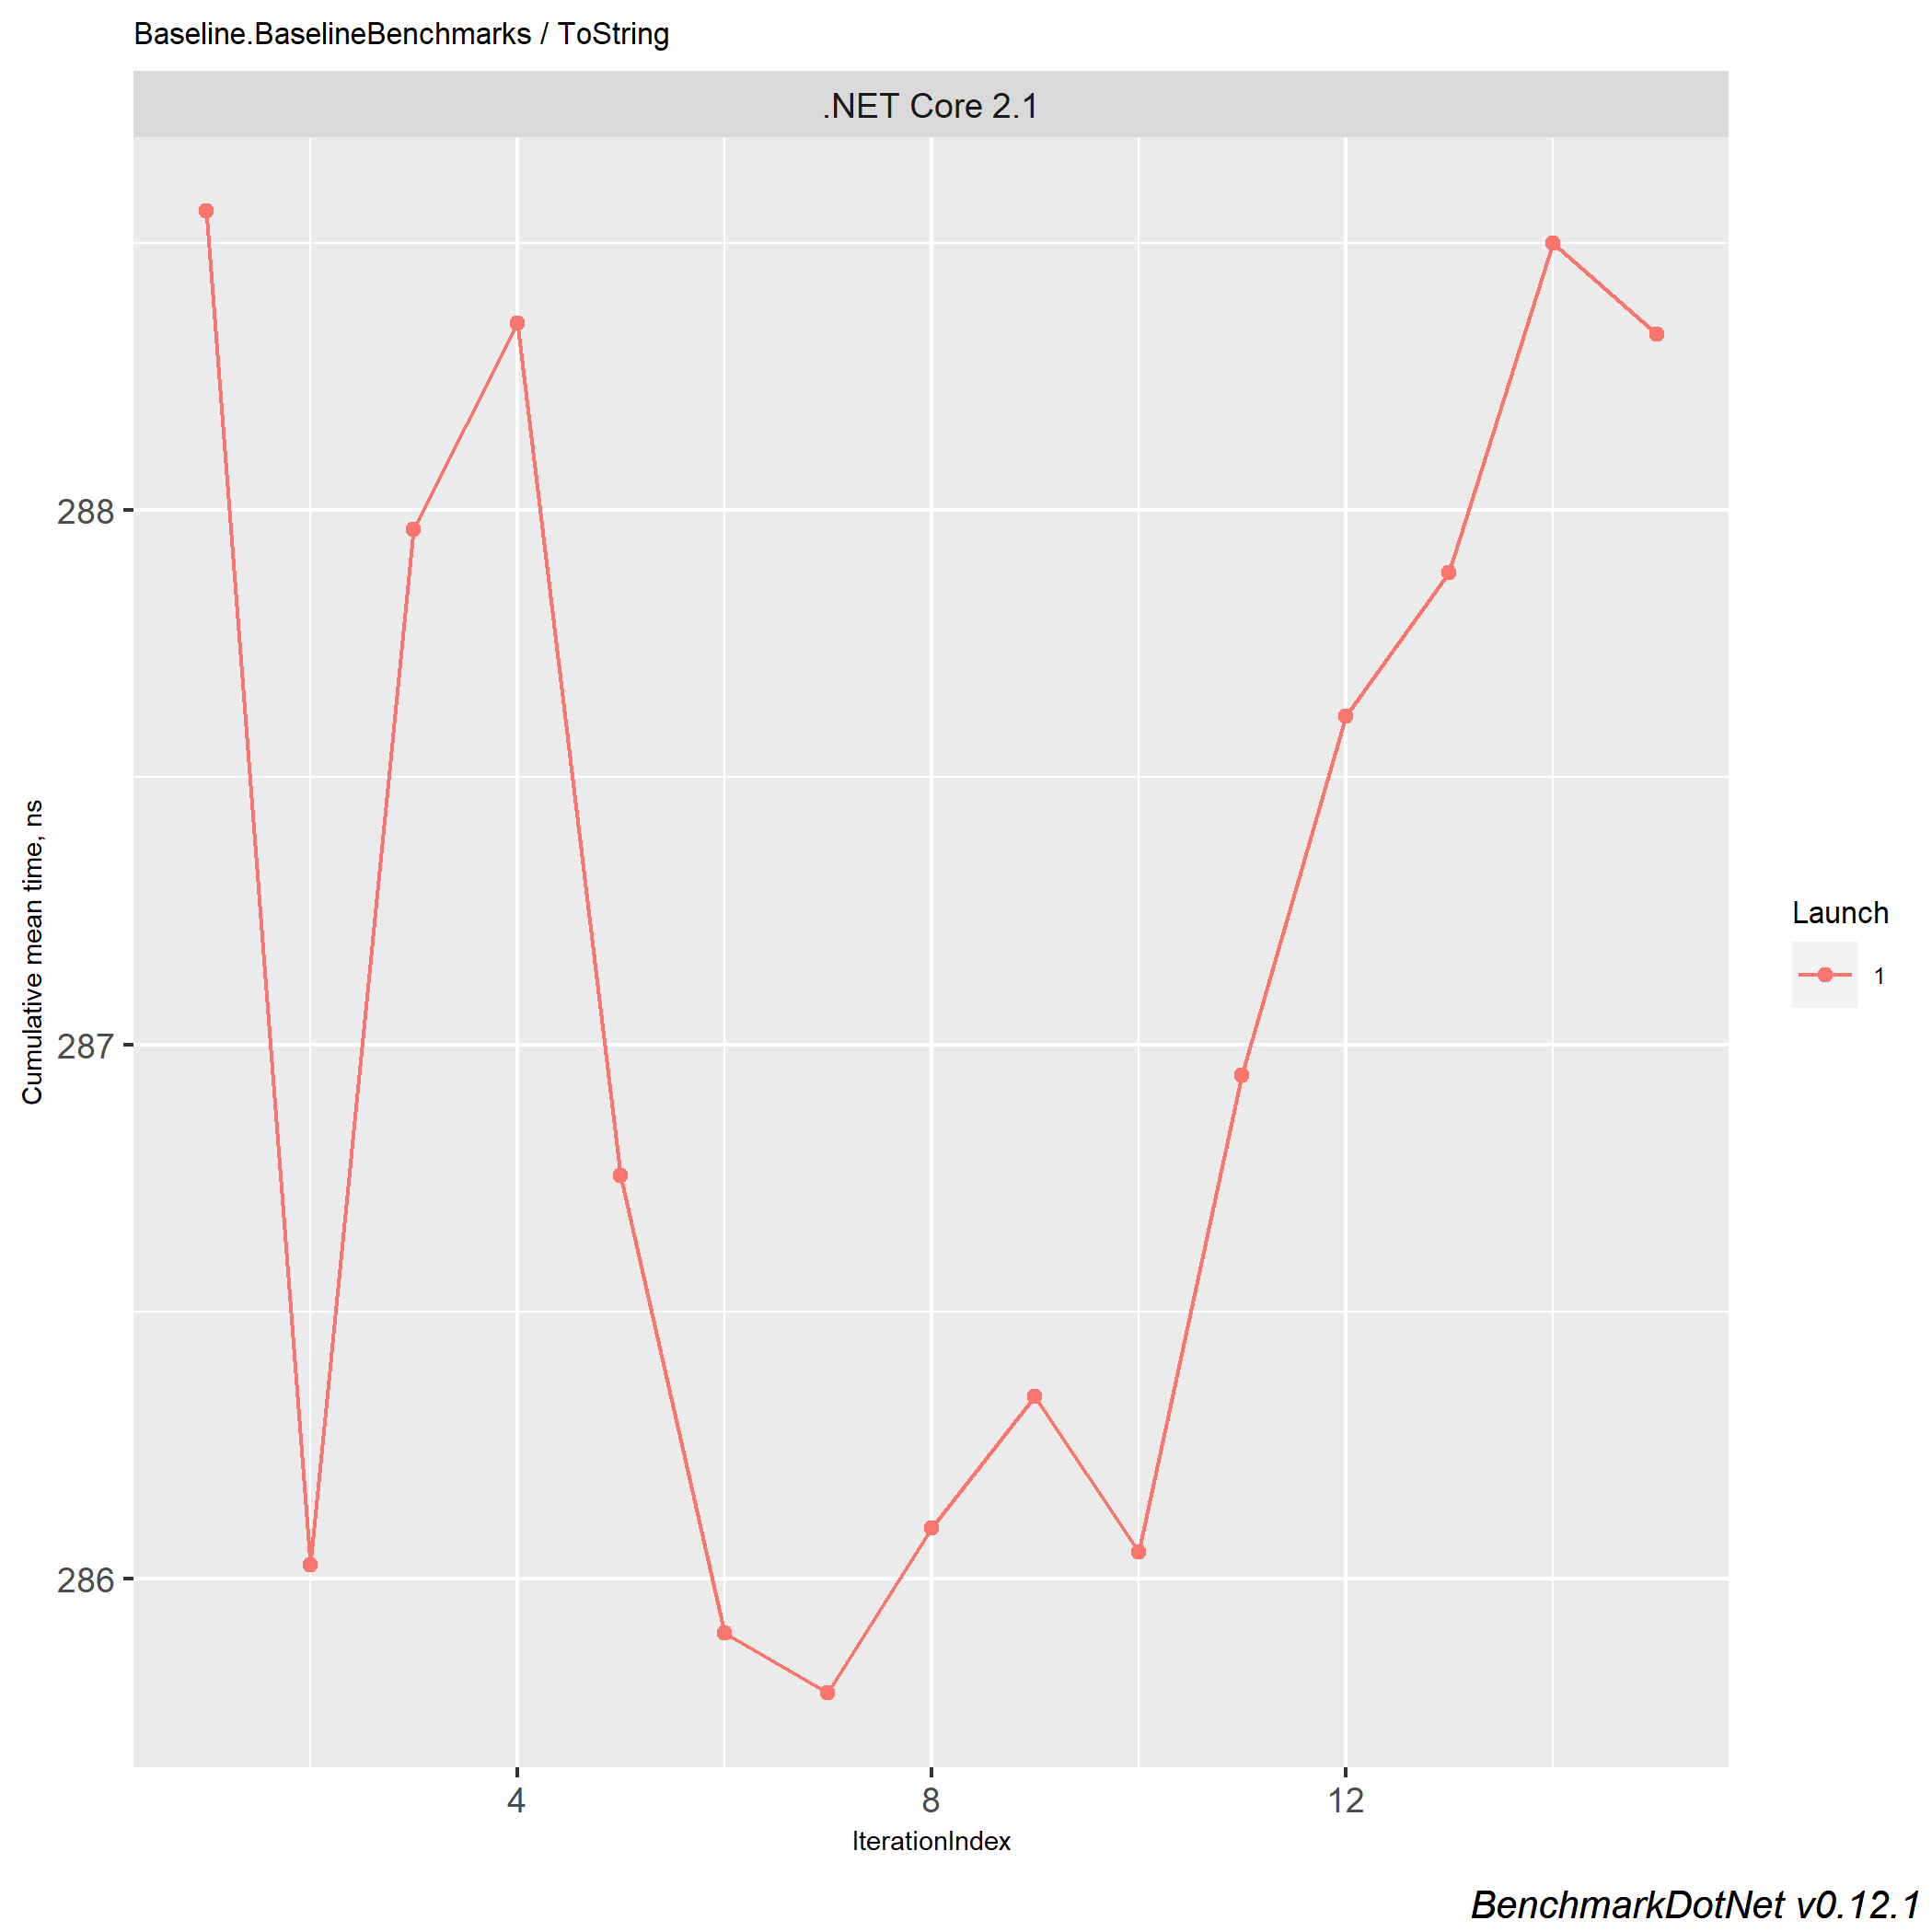 Baseline.BaselineBenchmarks / ToString
.NET Core 2.1
288
287
286
Cumulative mean time, ns
4 8 12
IterationIndex
Launch
1
BenchmarkDotNet v0.12.1